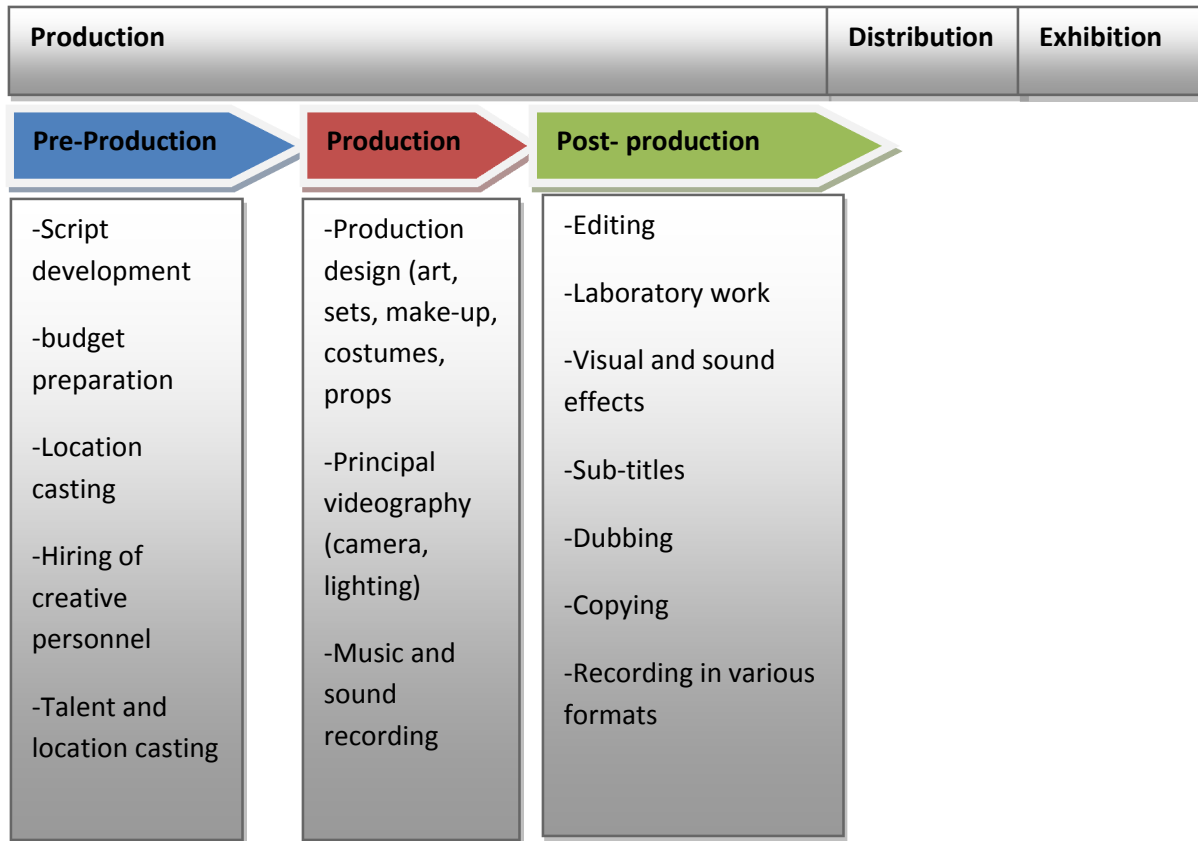 Production
Distribution
Exhibition
Pre-Production
Production
Post- production
-Script
development
-budget
preparation
-Location
casting
-Hiring of
creative
personnel
-Talent and
location casting
-Production
design (art,
sets, make-up,
costumes,
props
-Principal
videography
(camera,
lighting)
-Music and
sound
recording
-Editing
-Laboratory work
-Visual and sound
effects
-Sub-titles
-Dubbing
-Copying
-Recording in various
formats